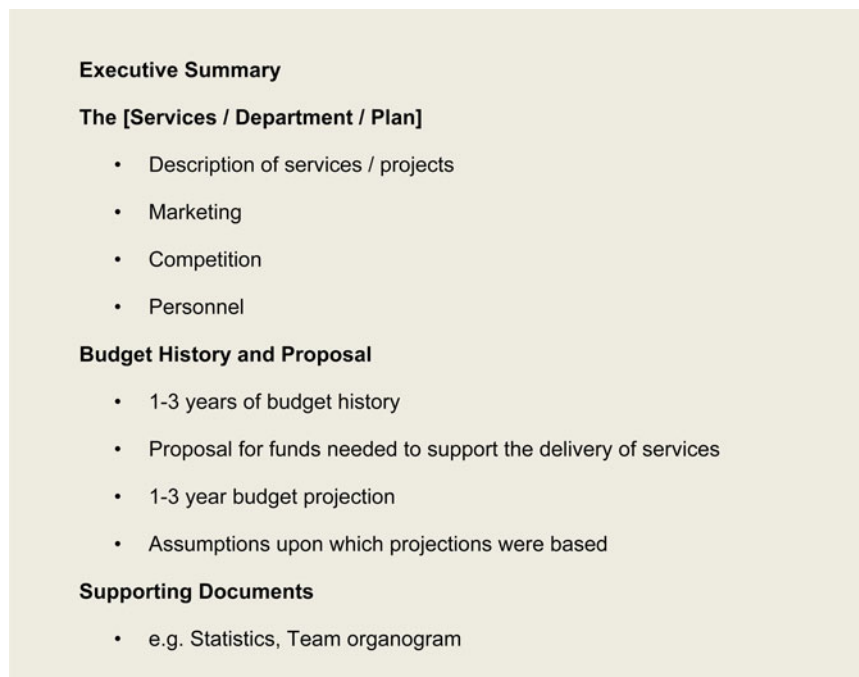 Executive Summary
The [Services / Department / Plan]
• Description of services / projects
• Marketing
• Competition
• Personnel
Budget History and Proposal
• 1-3 years of budget history
• Proposal for funds needed to support the delivery of services
• 1-3 year budget projection
• Assumptions upon which projections were based
Supporting Documents
• e.g. Statistics, Team organogram